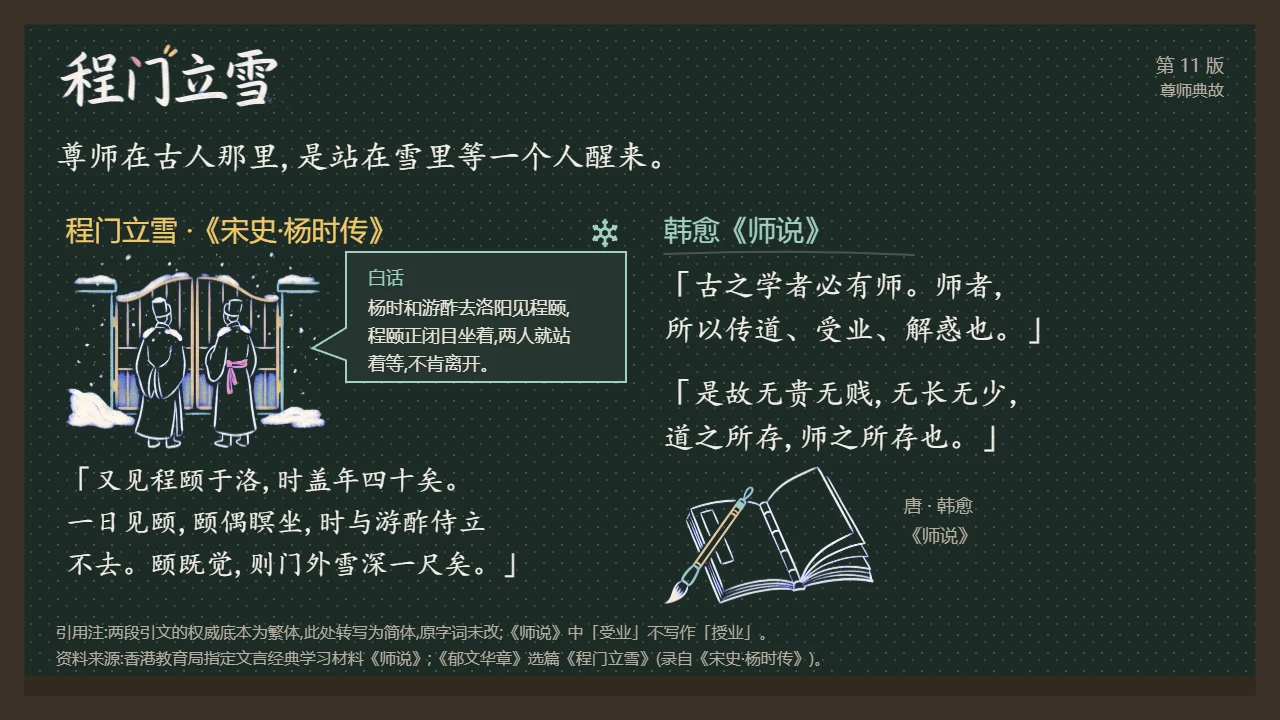 程门立雪
第 11 版
尊师典故
尊师在古人那里,是站在雪里等一个人醒来。
程门立雪 ·《宋史·杨时传》
白话
杨时和游酢去洛阳见程颐,
程颐正闭目坐着,两人就站
着等,不肯离开。
「又见程颐于洛,时盖年四十矣。
一日见颐,颐偶瞑坐,时与游酢侍立
不去。颐既觉,则门外雪深一尺矣。」
韩愈《师说》
「古之学者必有师。师者,
所以传道、受业、解惑也。」
「是故无贵无贱,无长无少,
道之所存,师之所存也。」
唐 · 韩愈
《师说》
引用注:两段引文的权威底本为繁体,此处转写为简体,原字词未改;《师说》中「受业」不写作「授业」。
资料来源:香港教育局指定文言经典学习材料《师说》;《郁文华章》选篇《程门立雪》(录自《宋史·杨时传》)。